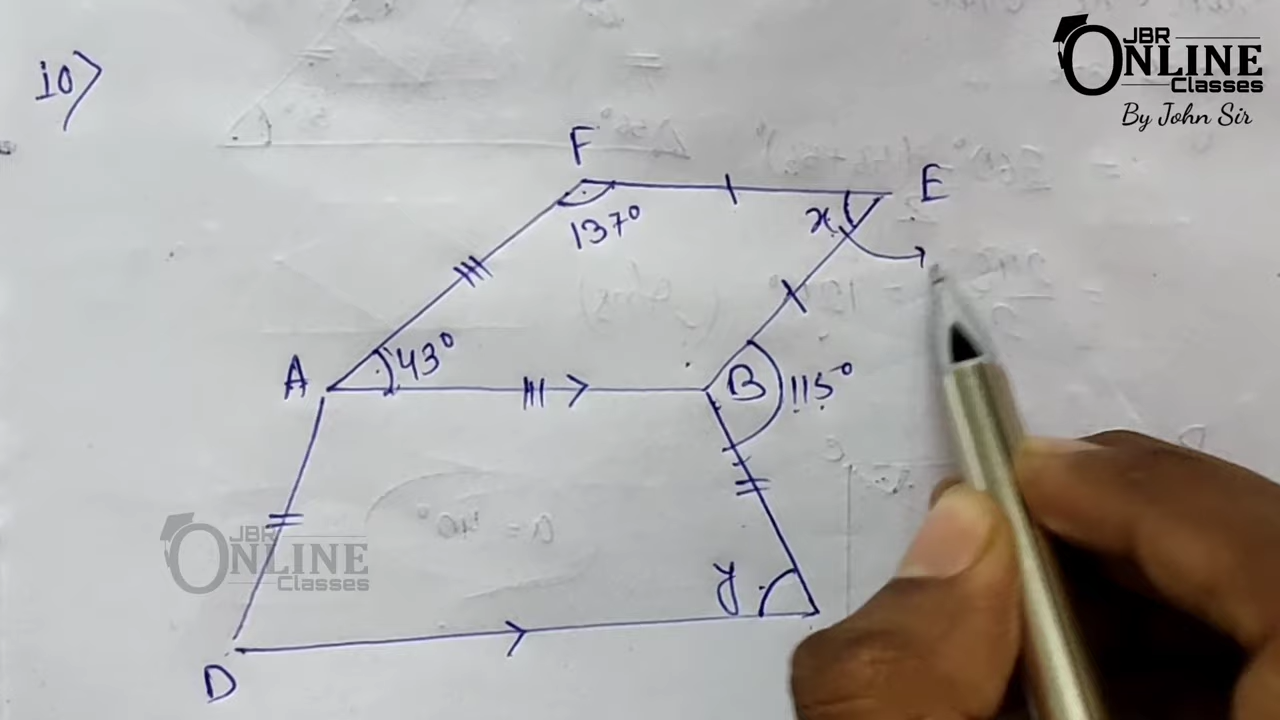 10)
JBR
ONLINE
Classes
By John Sir
F
E
137°
x
A
43°
B
115°
JBR
ONLINE
Classes
y
D